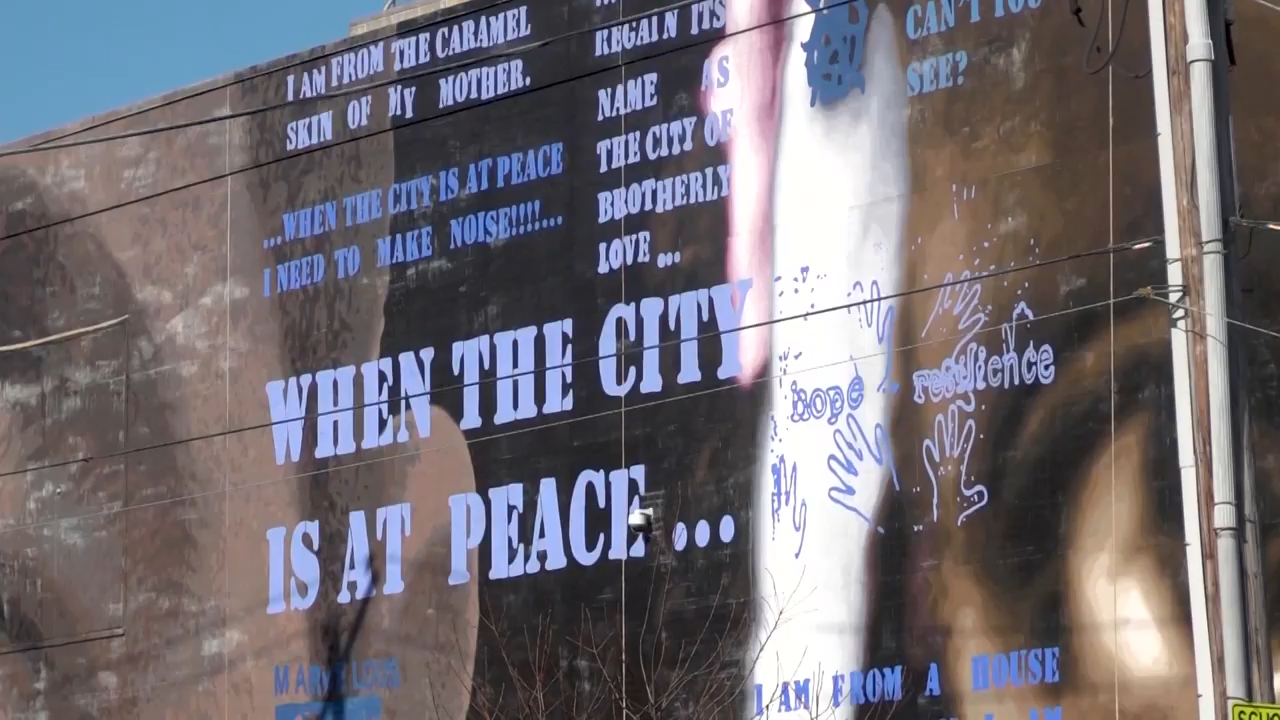 I AM FROM THE CARAMEL
SKIN OF MY MOTHER.
...WHEN THE CITY IS AT PEACE
I NEED TO MAKE NOISE!!!!...
REGAIN ITS
NAME AS
THE CITY OF
BROTHERLY
LOVE ...
CAN'T YOU
SEE?
WHEN THE CITY
IS AT PEACE ...
hope
resilience
I AM FROM A HOUSE